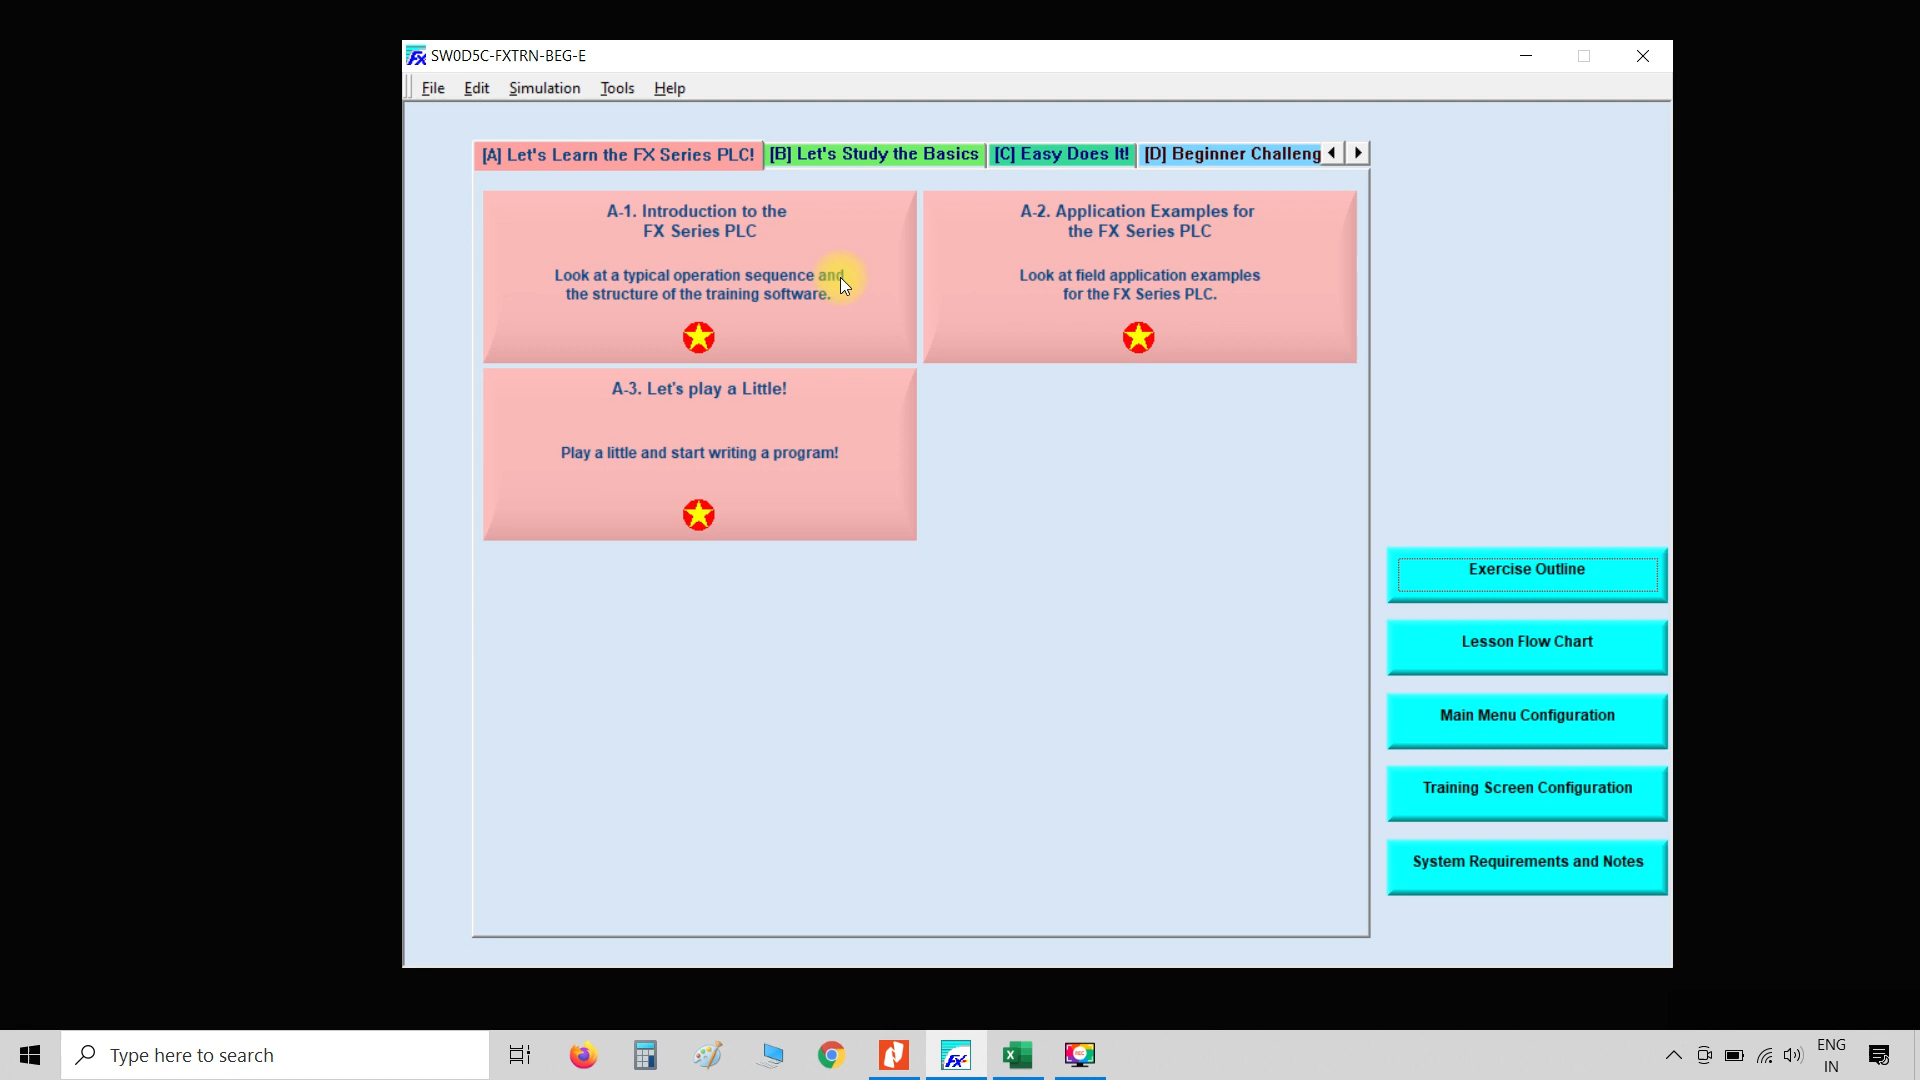 SW0D5C-FXTRN-BEG-E
File Edit Simulation Tools Help
[A] Let's Learn the FX Series PLC! [B] Let's Study the Basics [C] Easy Does It! [D] Beginner Challeng
A-1. Introduction to the
FX Series PLC
Look at a typical operation sequence and
the structure of the training software.
A-2. Application Examples for
the FX Series PLC
Look at field application examples
for the FX Series PLC.
A-3. Let's play a Little!
Play a little and start writing a program!
Exercise Outline
Lesson Flow Chart
Main Menu Configuration
Training Screen Configuration
System Requirements and Notes
Type here to search
ENG
IN